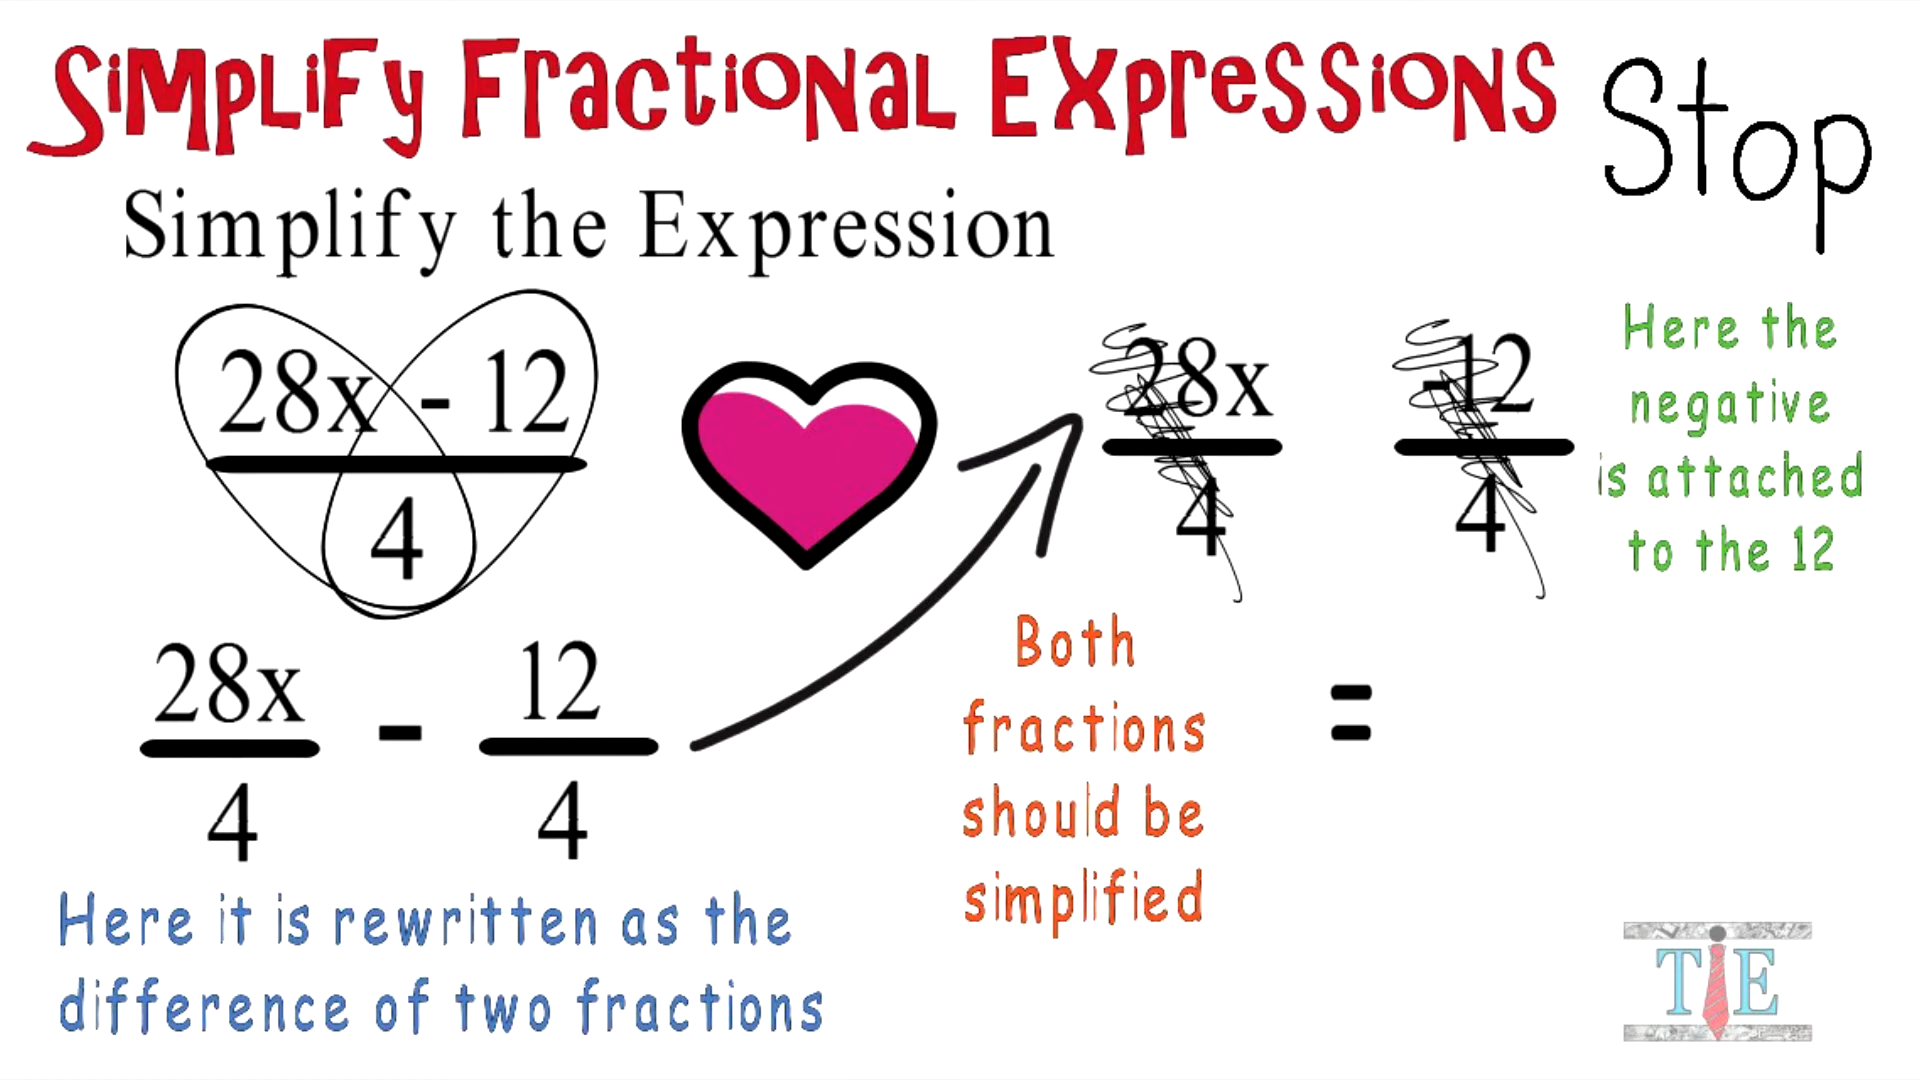 Simplify Fractional Expressions
Stop
Simplify the Expression
28x - 12
4
28x
4
-12
4
Here the
negative
is attached
to the 12
28x
4
-
12
4
Both
fractions
should be
simplified
=
Here it is rewritten as the
difference of two fractions
TIE